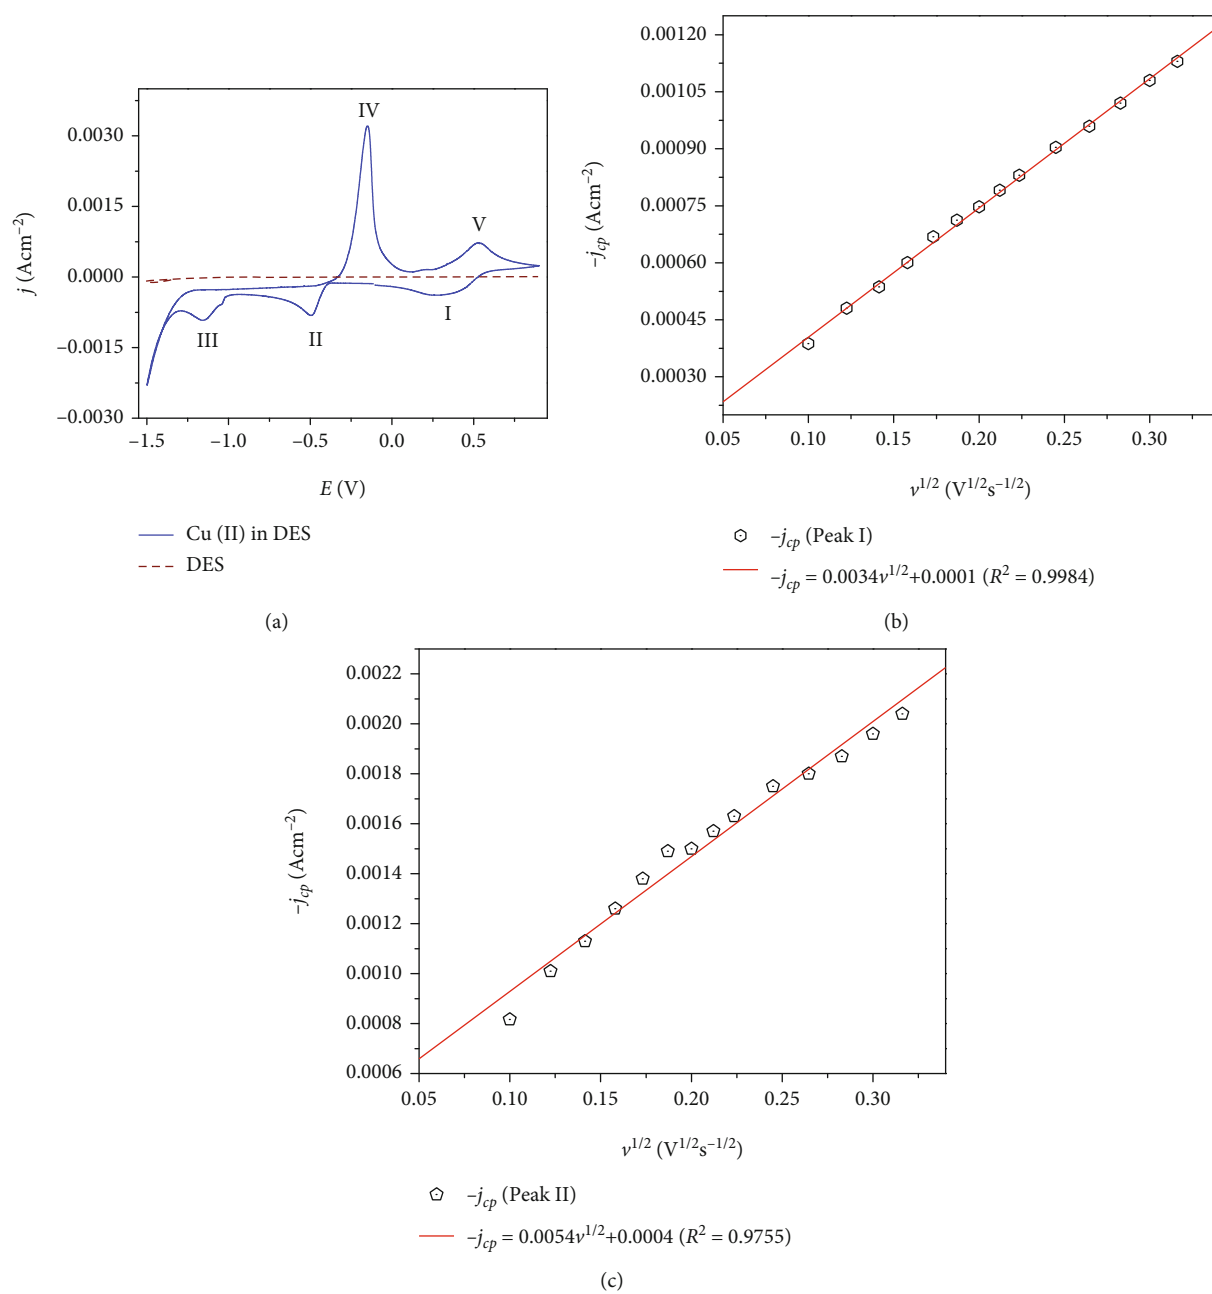 0.0030
0.0015
0.0000
–0.0015
–0.0030
j (Acm–2)
IV
V
I
II
III
–1.5 –1.0 –0.5 0.0 0.5
E (V)
Cu (II) in DES
DES
(a)
0.00120
0.00105
0.00090
0.00075
0.00060
0.00045
0.00030
–jcp (Acm–2)
0.05 0.10 0.15 0.20 0.25 0.30
v1/2 (V1/2s–1/2)
–jcp (Peak I)
–jcp = 0.0034v1/2+0.0001 (R2 = 0.9984)
(b)
0.0022
0.0020
0.0018
0.0016
0.0014
0.0012
0.0010
0.0008
0.0006
–jcp (Acm–2)
0.05 0.10 0.15 0.20 0.25 0.30
v1/2 (V1/2s–1/2)
–jcp (Peak II)
–jcp = 0.0054v1/2+0.0004 (R2 = 0.9755)
(c)